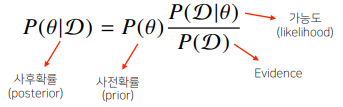 P(θ|𝒟) = P(θ) P(𝒟|θ) / P(𝒟)
가능도
(likelihood)
사후확률
(posterior)
사전확률
(prior)
Evidence